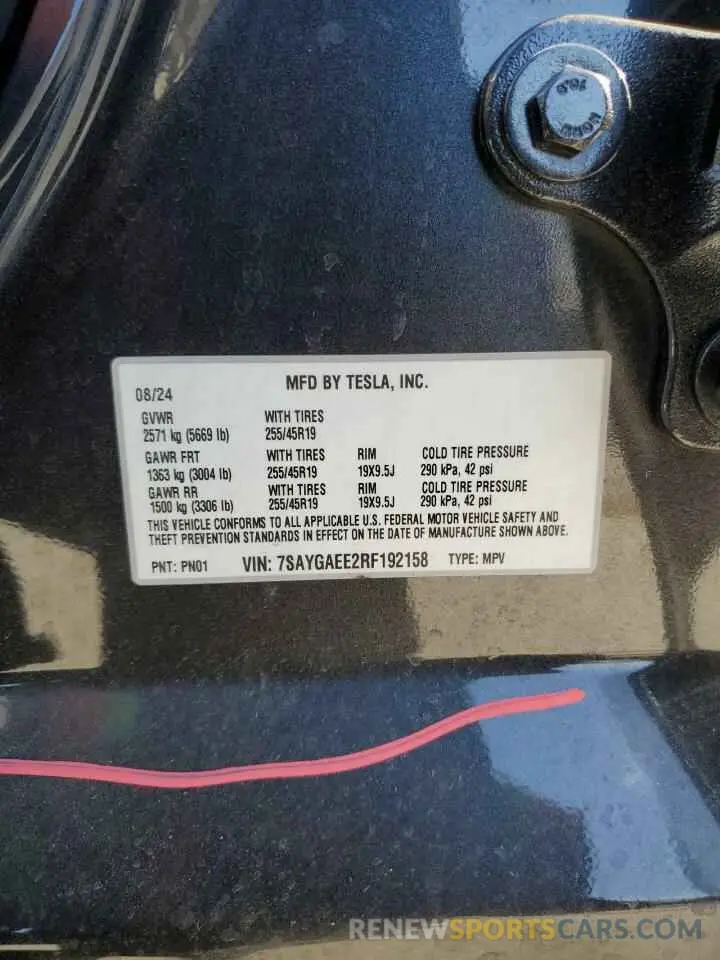 10.9
MFD BY TESLA, INC.
08/24
GVWR WITH TIRES
2571 kg (5669 lb) 255/45R19
GAWR FRT WITH TIRES RIM COLD TIRE PRESSURE
1363 kg (3004 lb) 255/45R19 19X9.5J 290 kPa, 42 psi
GAWR RR WITH TIRES RIM COLD TIRE PRESSURE
1500 kg (3306 lb) 255/45R19 19X9.5J 290 kPa, 42 psi
THIS VEHICLE CONFORMS TO ALL APPLICABLE U.S. FEDERAL MOTOR VEHICLE SAFETY AND
THEFT PREVENTION STANDARDS IN EFFECT ON THE DATE OF MANUFACTURE SHOWN ABOVE.
PNT: PN01 VIN: 7SAYGAEE2RF192158 TYPE: MPV
RENEWSPORTSCARS.COM